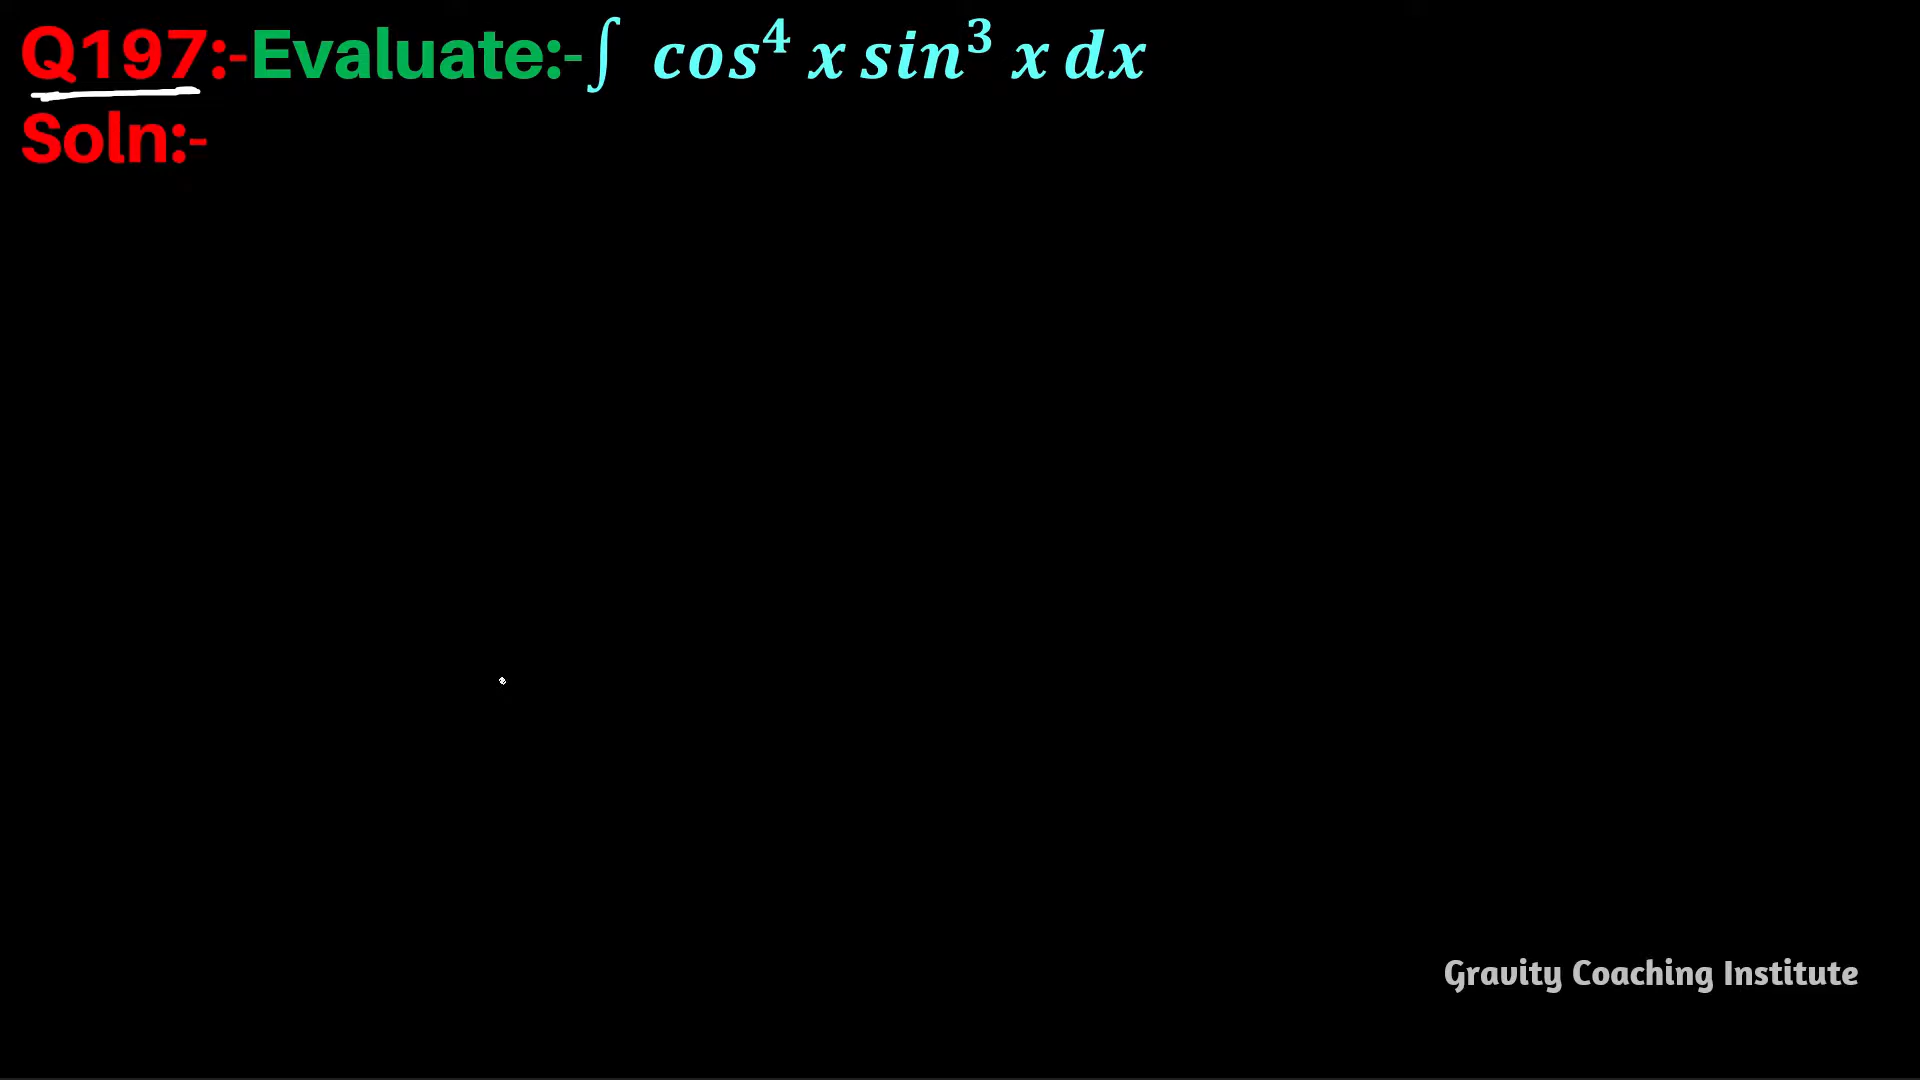 Q197:-Evaluate:-∫ cos⁴ x sin³ x dx
Soln:-
Gravity Coaching Institute